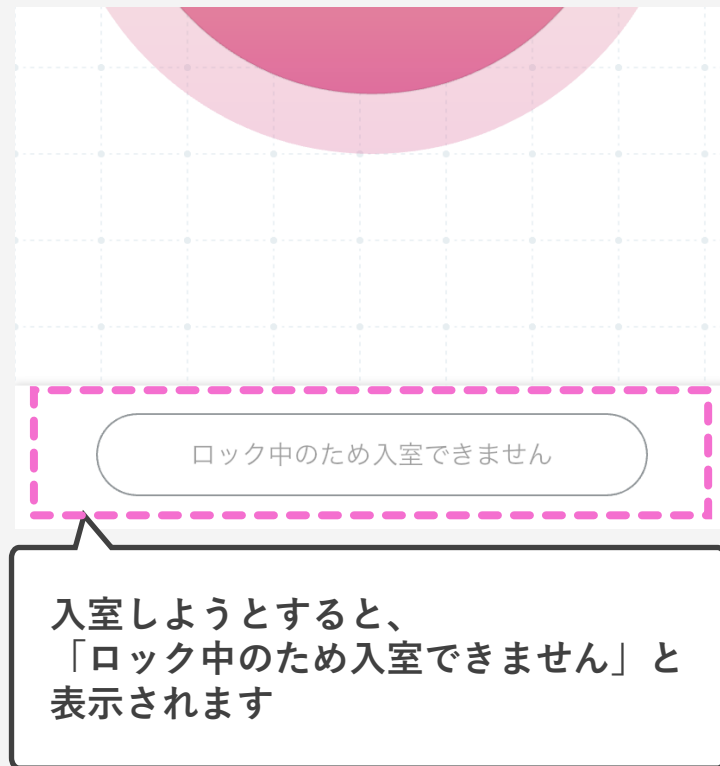 ロック中のため入室できません
入室しようとすると、
「ロック中のため入室できません」と
表示されます